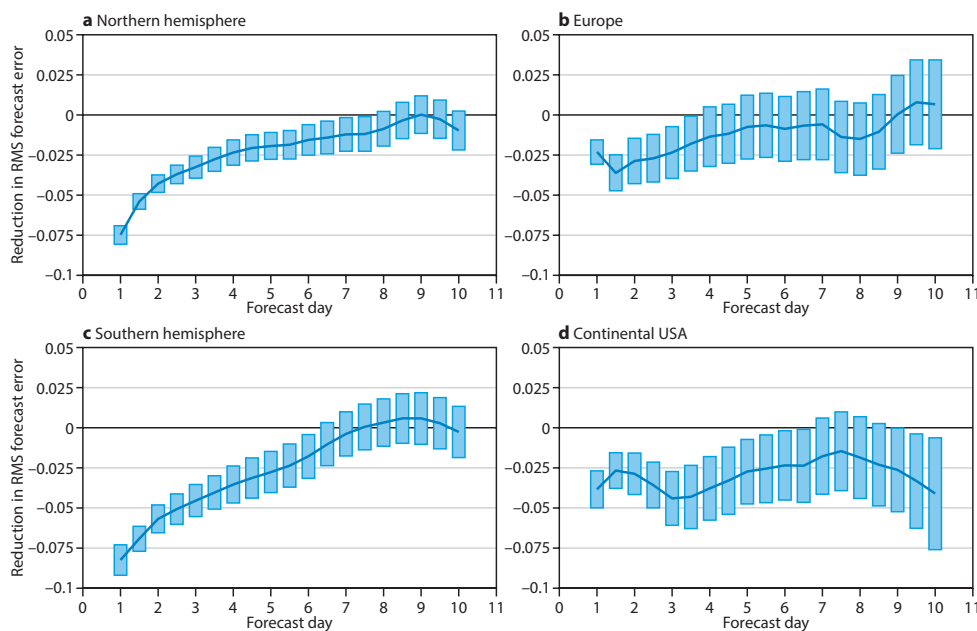 a Northern hemisphere
0.05
0.025
0
−0.025
−0.05
−0.075
−0.1
Reduction in RMS forecast error
0 1 2 3 4 5 6 7 8 9 10 11
Forecast day
b Europe
0.05
0.025
0
−0.025
−0.05
−0.075
−0.1
0 1 2 3 4 5 6 7 8 9 10 11
Forecast day
c Southern hemisphere
0.05
0.025
0
−0.025
−0.05
−0.075
−0.1
Reduction in RMS forecast error
0 1 2 3 4 5 6 7 8 9 10 11
Forecast day
d Continental USA
0.05
0.025
0
−0.025
−0.05
−0.075
−0.1
0 1 2 3 4 5 6 7 8 9 10 11
Forecast day